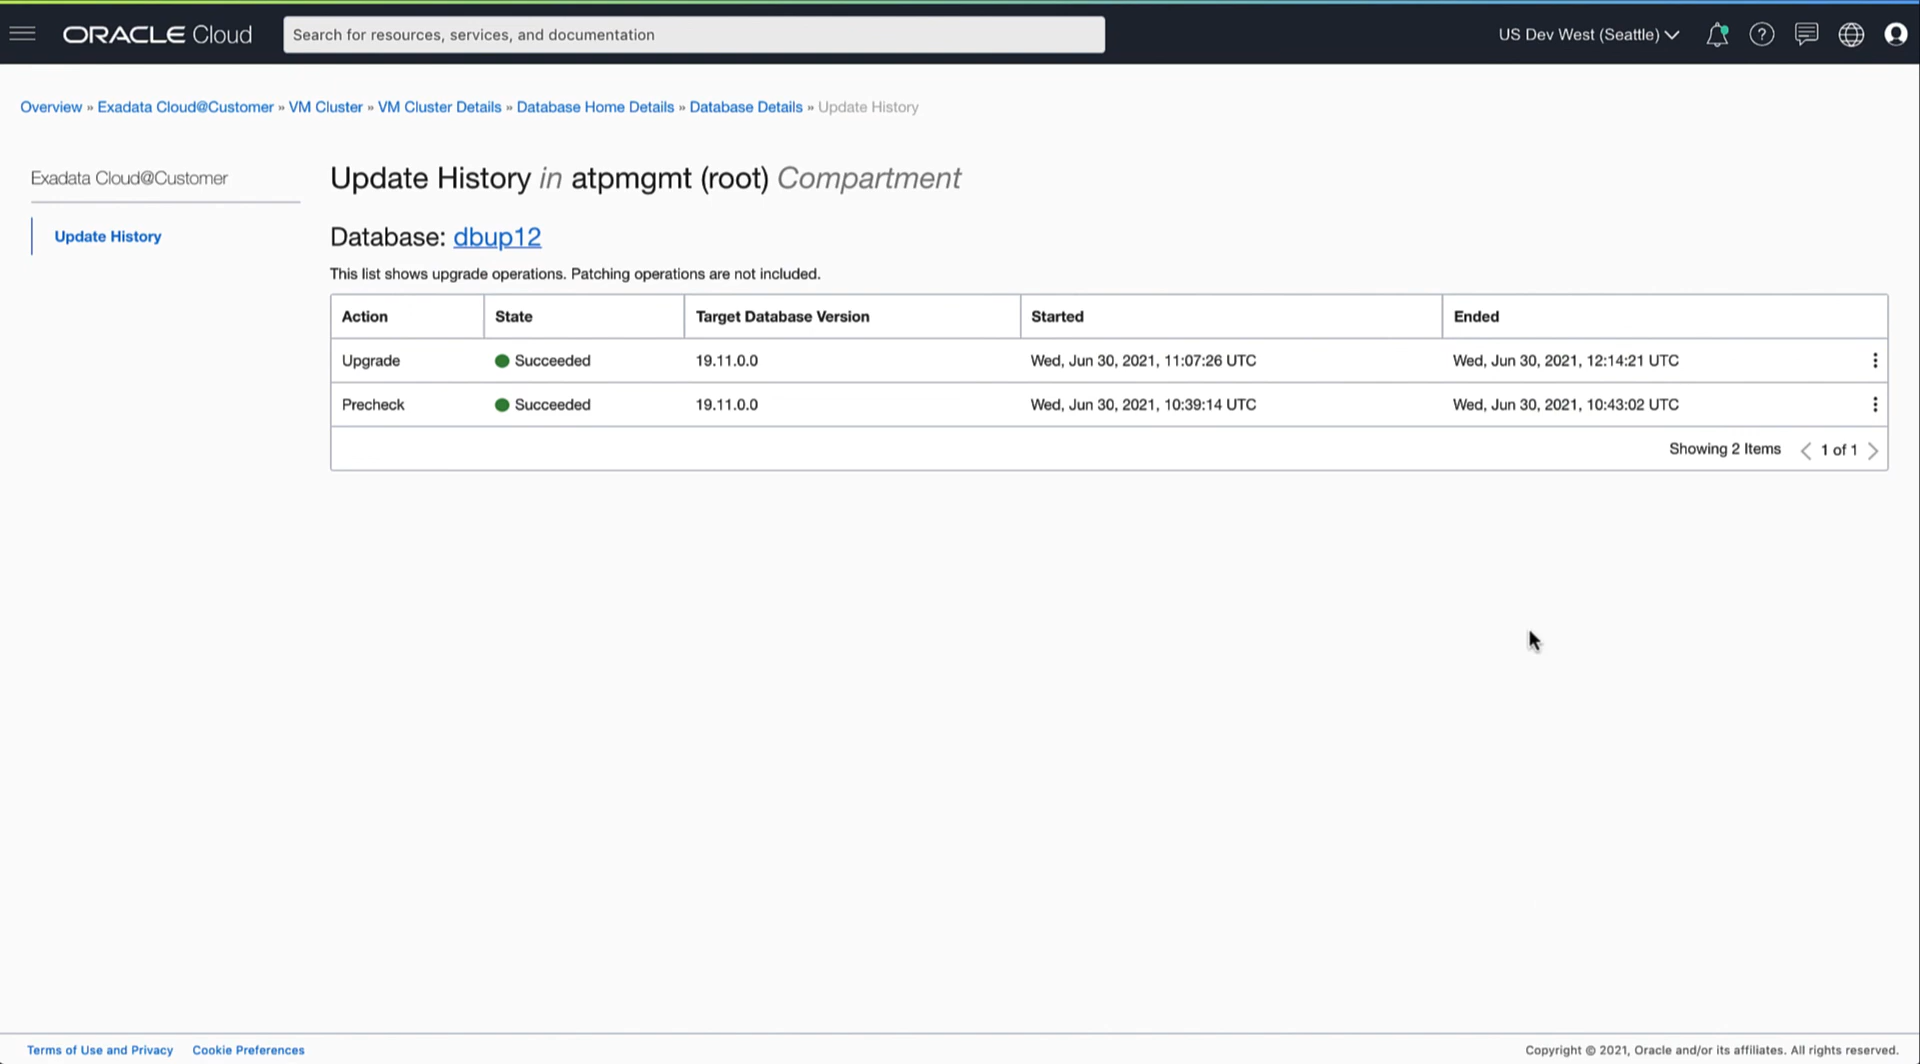 ORACLE Cloud
Search for resources, services, and documentation
US Dev West (Seattle)
Overview » Exadata Cloud@Customer » VM Cluster » VM Cluster Details » Database Home Details » Database Details » Update History
Exadata Cloud@Customer
Update History
Update History in atpmgmt (root) Compartment
Database: dbup12
This list shows upgrade operations. Patching operations are not included.
Action State Target Database Version Started Ended
Upgrade Succeeded 19.11.0.0 Wed, Jun 30, 2021, 11:07:26 UTC Wed, Jun 30, 2021, 12:14:21 UTC
Precheck Succeeded 19.11.0.0 Wed, Jun 30, 2021, 10:39:14 UTC Wed, Jun 30, 2021, 10:43:02 UTC
Showing 2 Items 1 of 1
Terms of Use and Privacy Cookie Preferences
Copyright © 2021, Oracle and/or its affiliates. All rights reserved.